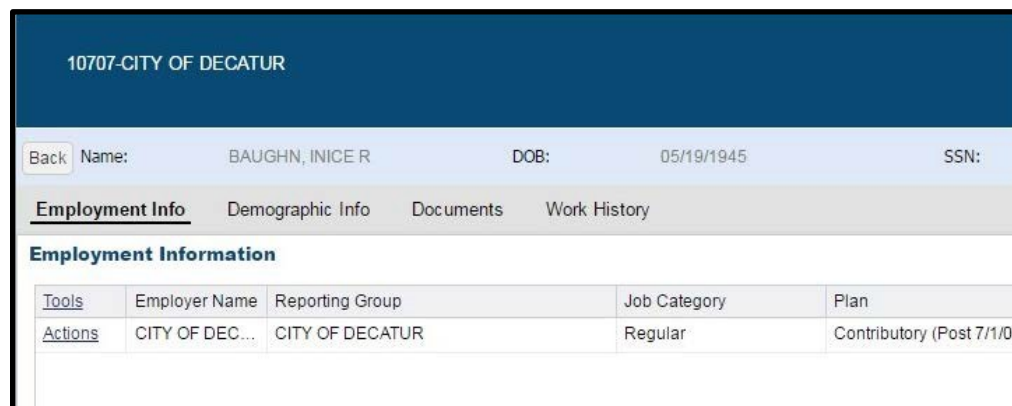 10707-CITY OF DECATUR
Back Name: BAUGHN, INICE R DOB: 05/19/1945 SSN:
Employment Info Demographic Info Documents Work History
Employment Information
Tools Employer Name Reporting Group Job Category Plan
Actions CITY OF DEC... CITY OF DECATUR Regular Contributory (Post 7/1/0